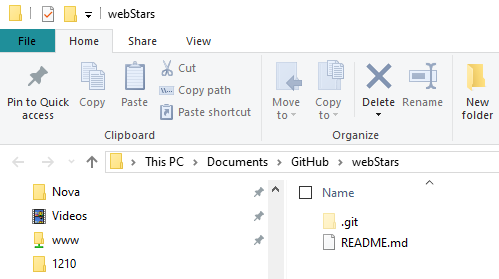 webStars
File Home Share View
Pin to Quick access
Copy
Paste
Cut
Copy path
Paste shortcut
Clipboard
Move to
Copy to
Delete
Rename
Organize
New folder
This PC > Documents > GitHub > webStars
Nova
Videos
www
1210
Name
.git
README.md